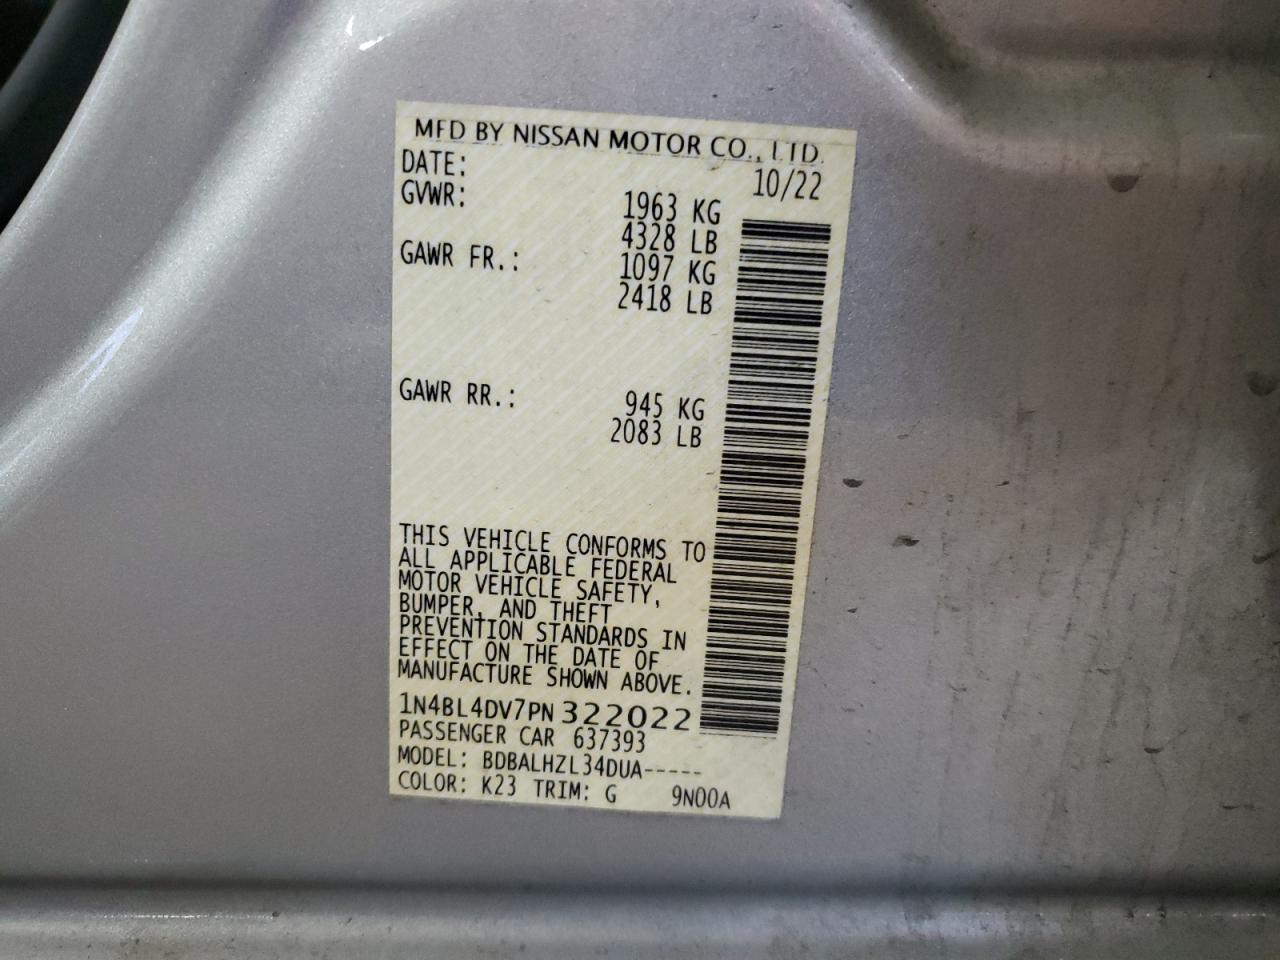 MFD BY NISSAN MOTOR CO., LTD.
DATE: 10/22
GVWR: 1963 KG
4328 LB
GAWR FR.: 1097 KG
2418 LB
GAWR RR.: 945 KG
2083 LB
THIS VEHICLE CONFORMS TO
ALL APPLICABLE FEDERAL
MOTOR VEHICLE SAFETY,
BUMPER, AND THEFT
PREVENTION STANDARDS IN
EFFECT ON THE DATE OF
MANUFACTURE SHOWN ABOVE.
1N4BL4DV7PN322022
PASSENGER CAR 637393
MODEL: BDBALHZL34DUA-----
COLOR: K23 TRIM: G 9N00A